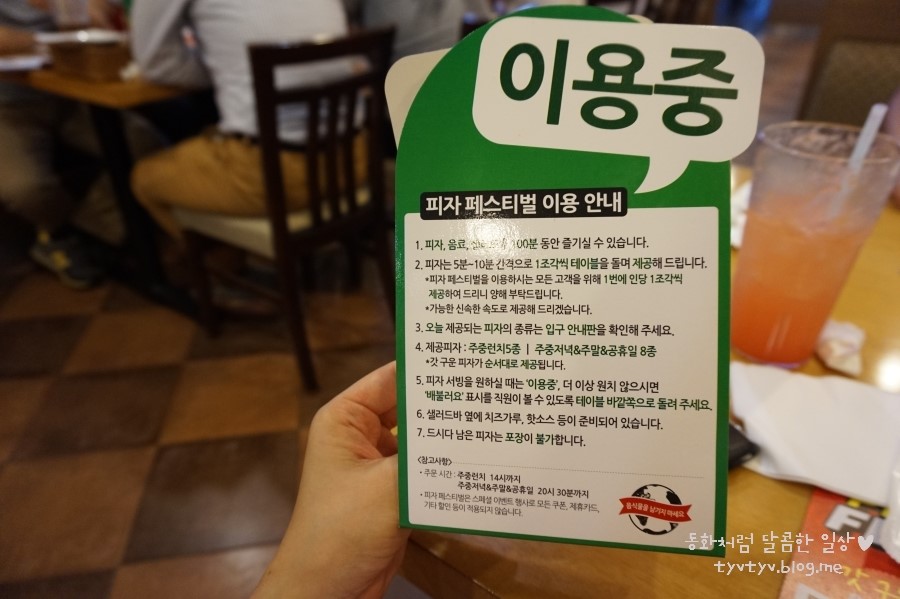 이용중
피자 페스티벌 이용 안내
1. 피자, 음료, 샐러드바 100분 동안 즐기실 수 있습니다.
2. 피자는 5분~10분 간격으로 1조각씩 테이블을 돌며 제공해 드립니다.
*피자 페스티벌을 이용하시는 모든 고객을 위해 1번에 인당 1조각씩
제공하여 드리니 양해 부탁드립니다.
*가능한 신속한 속도로 제공해 드리겠습니다.
3. 오늘 제공되는 피자의 종류는 입구 안내판을 확인해 주세요.
4. 제공피자 : 주중런치5종 | 주중저녁&주말&공휴일 8종
*갓 구운 피자가 순서대로 제공됩니다.
5. 피자 서빙을 원하실 때는 '이용중', 더 이상 원치 않으시면
'배불러요' 표시를 직원이 볼 수 있도록 테이블 바깥쪽으로 돌려 주세요.
6. 샐러드바 옆에 치즈가루, 핫소스 등이 준비되어 있습니다.
7. 드시다 남은 피자는 포장이 불가합니다.
<참고사항>
• 주문 시간 : 주중런치 14시까지
주중저녁&주말&공휴일 20시 30분까지
• 피자 페스티벌은 스페셜 이벤트 행사로 모든 쿠폰, 제휴카드,
기타 할인 등이 적용되지 않습니다.
음식물을 남기지 마세요
동화처럼 달콤한 일상♥
tyvtyv.blog.me